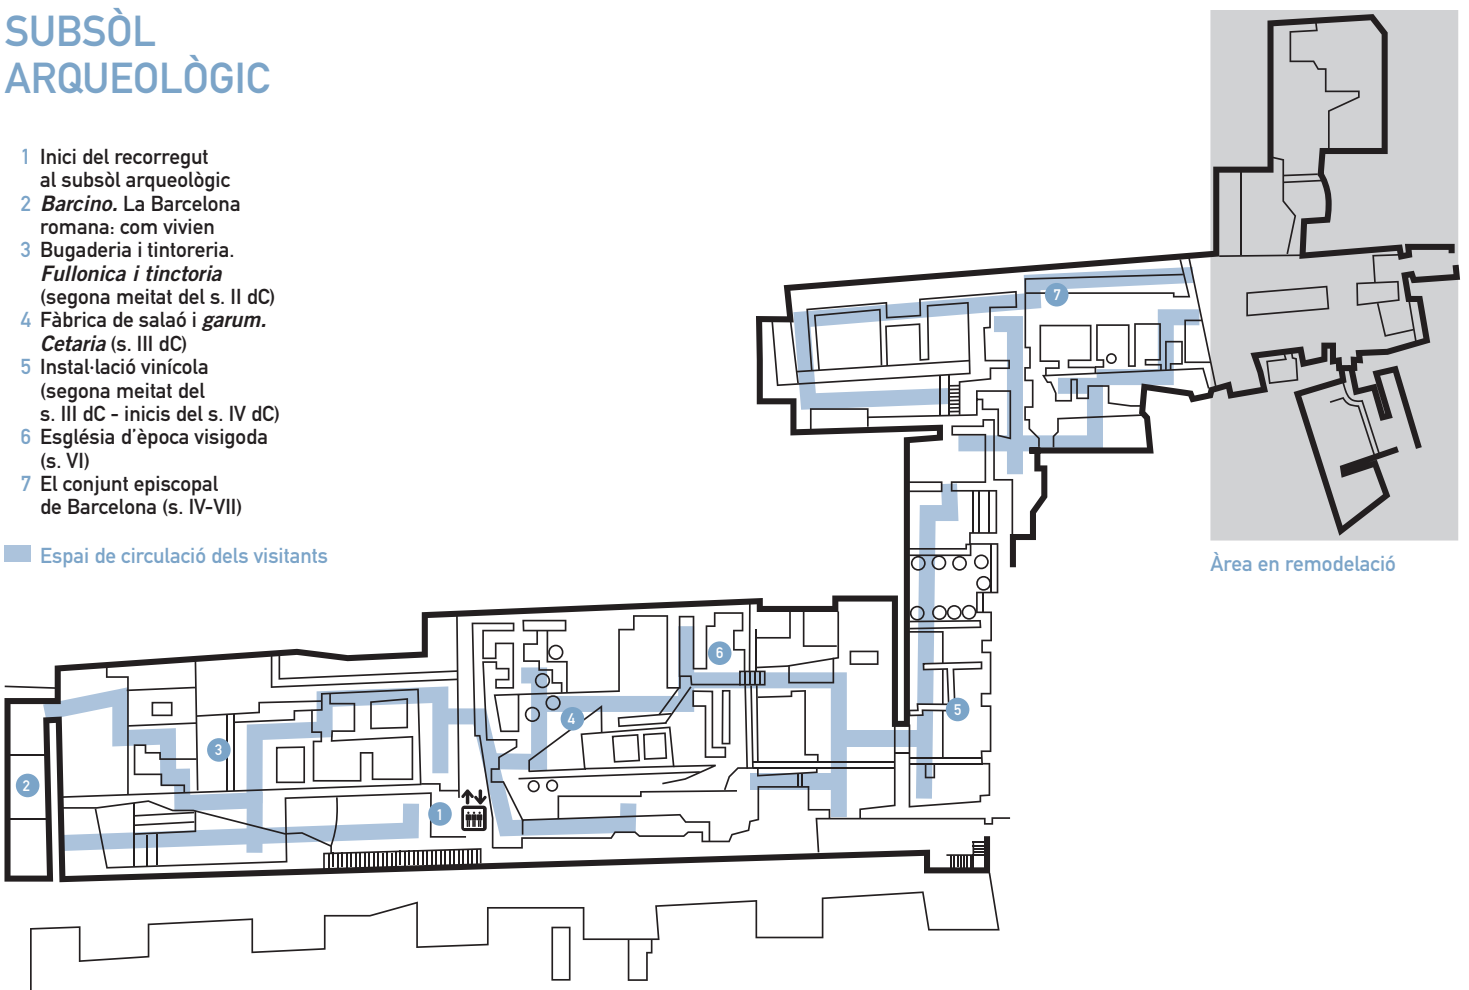 SUBSÒL
ARQUEOLÒGIC
1 Inici del recorregut
al subsòl arqueològic
2 Barcino. La Barcelona
romana: com vivien
3 Bugaderia i tintoreria.
Fullonica i tinctoria
(segona meitat del s. II dC)
4 Fàbrica de salaó i garum.
Cetaria (s. III dC)
5 Instal·lació vinícola
(segona meitat del
s. III dC - inicis del s. IV dC)
6 Església d'època visigoda
(s. VI)
7 El conjunt episcopal
de Barcelona (s. IV-VII)
Espai de circulació dels visitants
Àrea en remodelació
7
6
5
4
3
2
1